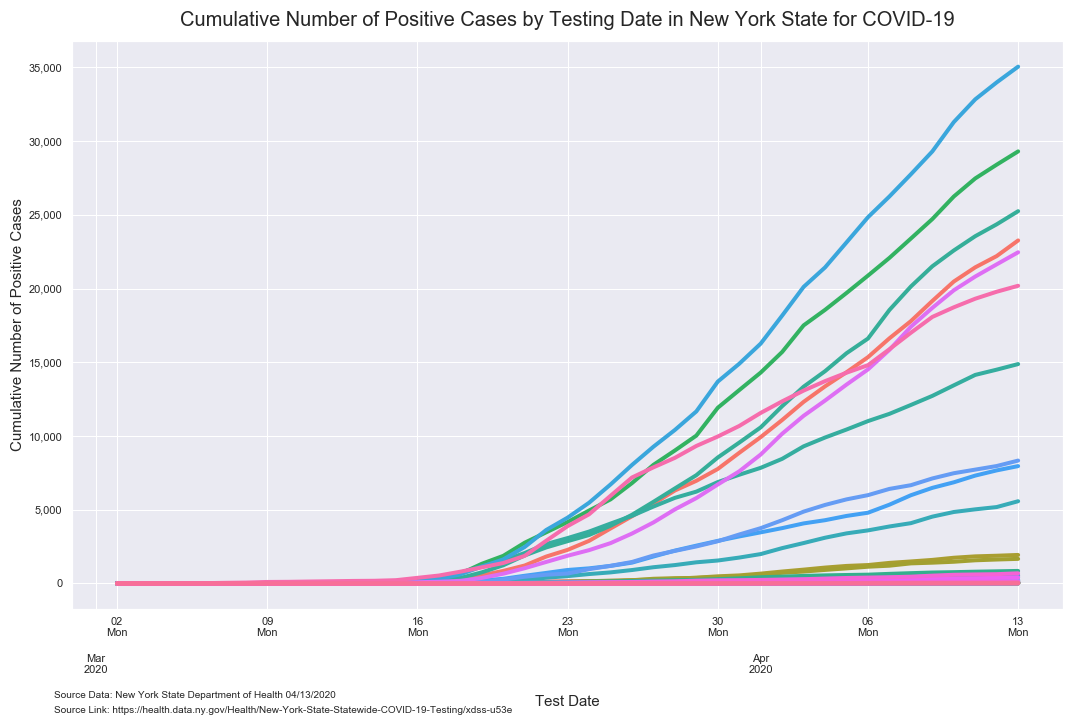 Cumulative Number of Positive Cases by Testing Date in New York State for COVID-19
Cumulative Number of Positive Cases
35,000
30,000
25,000
20,000
15,000
10,000
5,000
0
02 09 16 23 30 06 13
Mon Mon Mon Mon Mon Mon Mon
Mar Apr
2020 2020
Test Date
Source Data: New York State Department of Health 04/13/2020
Source Link: https://health.data.ny.gov/Health/New-York-State-Statewide-COVID-19-Testing/xdss-u53e